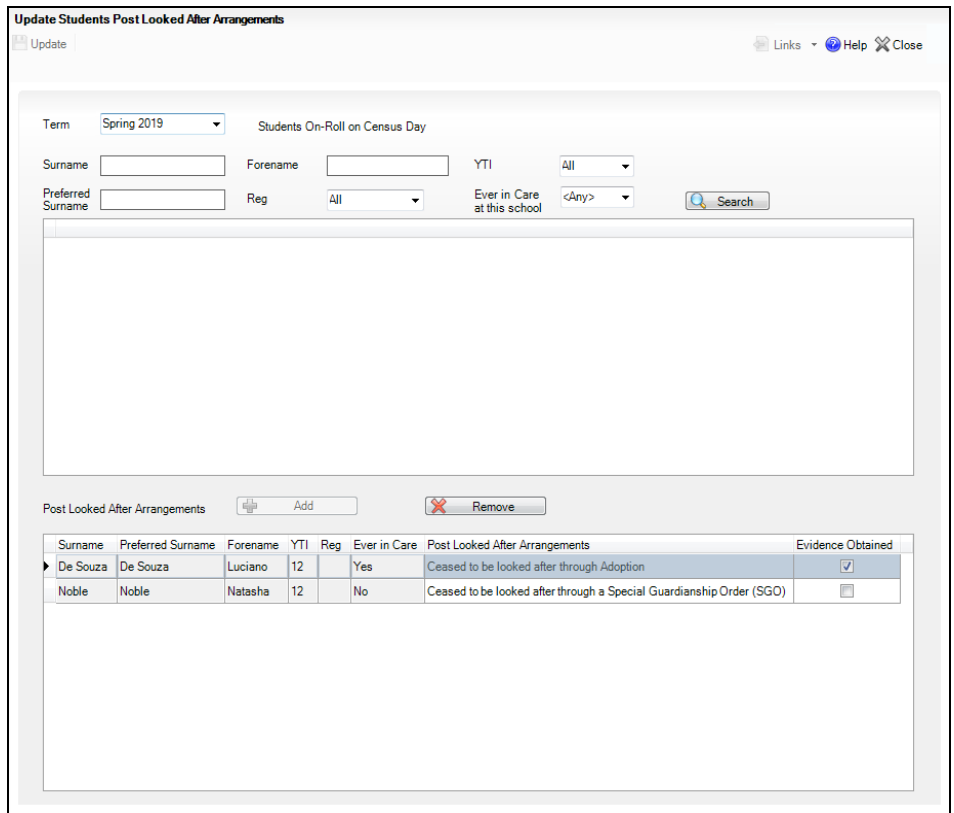 Update Students Post Looked After Arrangements
Update Links Help Close
Term Spring 2019 Students On-Roll on Census Day
Surname Forename YTI All
Preferred
Surname Reg All Ever in Care
at this school <Any> Search
Post Looked After Arrangements Add Remove
Surname Preferred Surname Forename YTI Reg Ever in Care Post Looked After Arrangements Evidence Obtained
De Souza De Souza Luciano 12 Yes Ceased to be looked after through Adoption
Noble Noble Natasha 12 No Ceased to be looked after through a Special Guardianship Order (SGO)